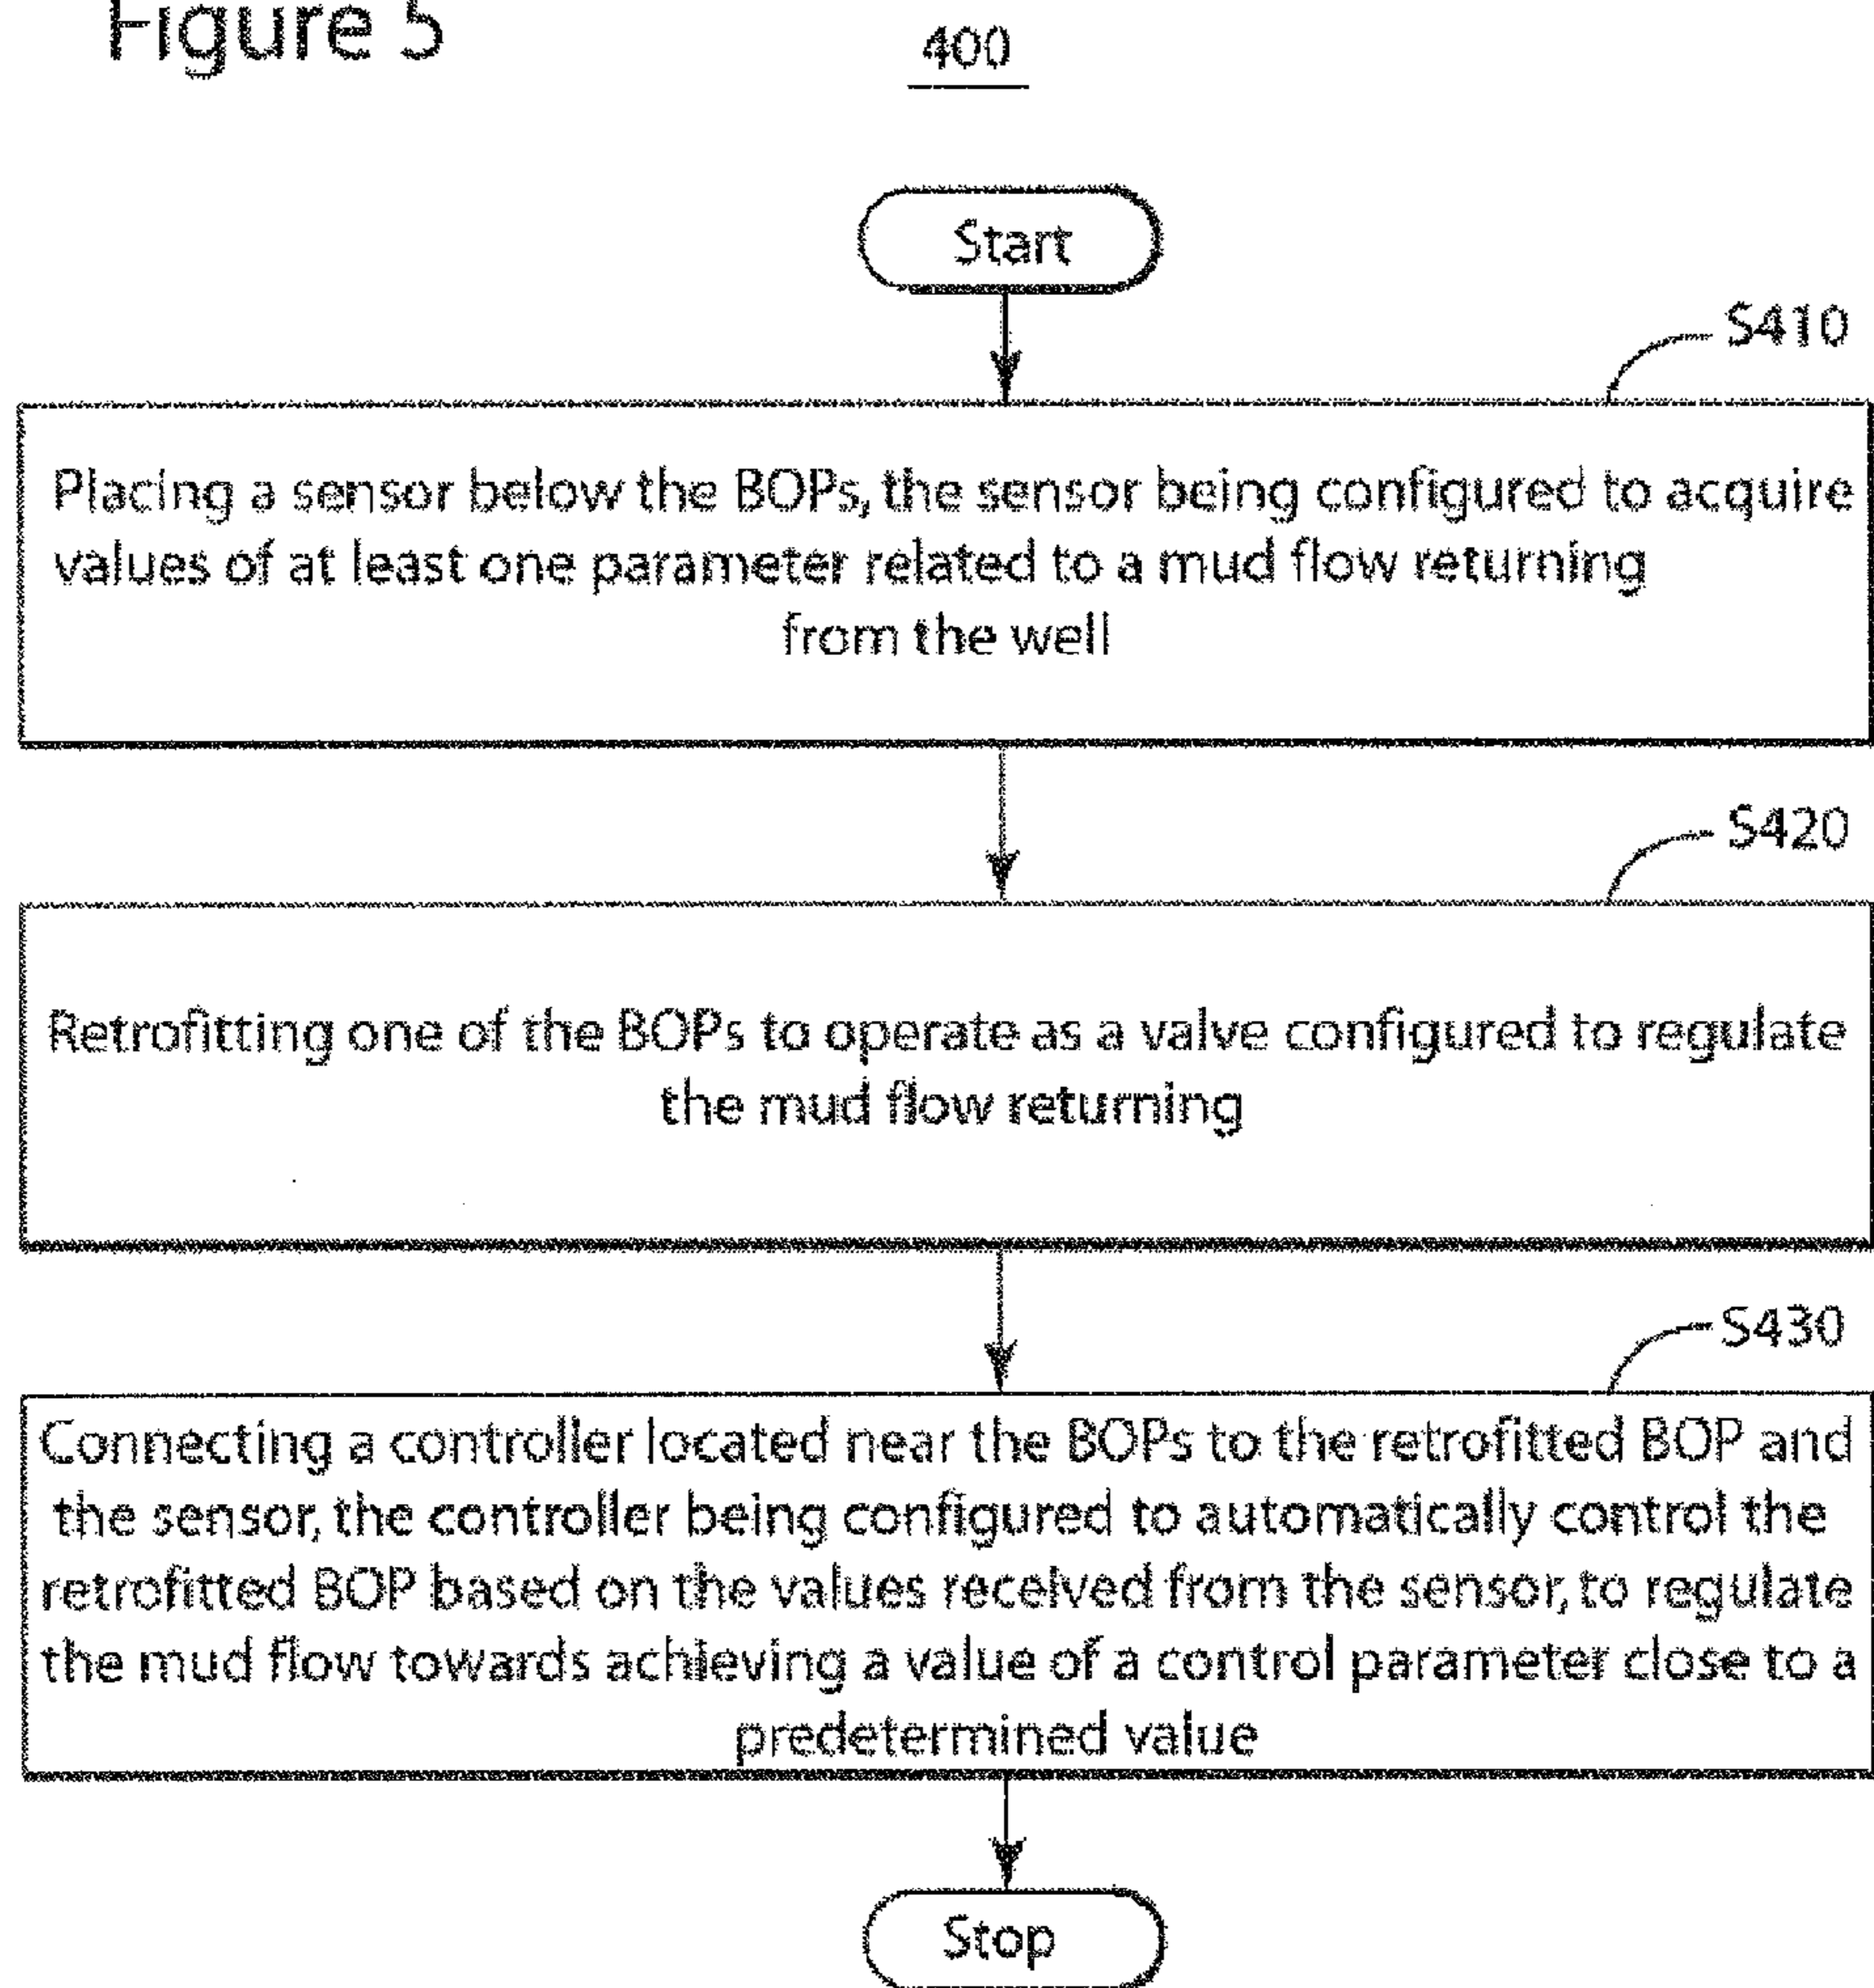 Figure 5
400
Start
S410
Placing a sensor below the BOPs, the sensor being configured to acquire
values of at least one parameter related to a mud flow returning
from the well
S420
Retrofitting one of the BOPs to operate as a valve configured to regulate
the mud flow returning
S430
Connecting a controller located near the BOPs to the retrofitted BOP and
the sensor, the controller being configured to automatically control the
retrofitted BOP based on the values received from the sensor, to regulate
the mud flow towards achieving a value of a control parameter close to a
predetermined value
Stop